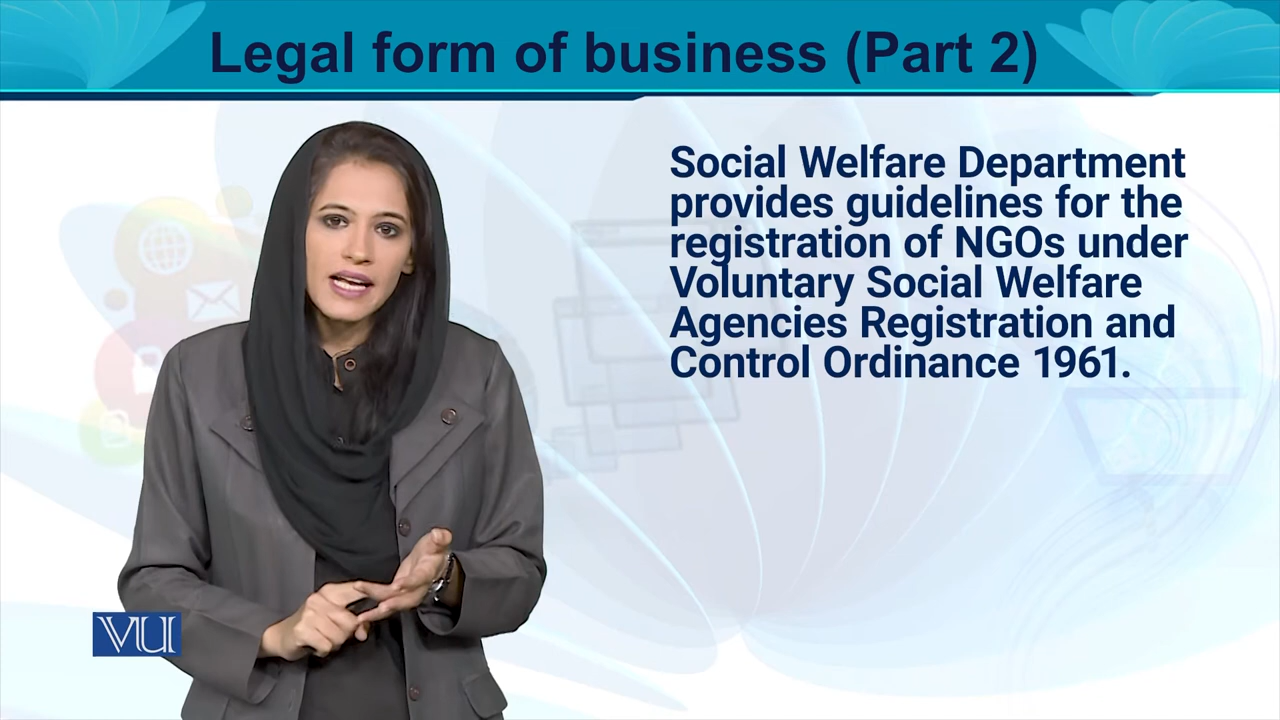 Legal form of business (Part 2)
Social Welfare Department
provides guidelines for the
registration of NGOs under
Voluntary Social Welfare
Agencies Registration and
Control Ordinance 1961.
VU